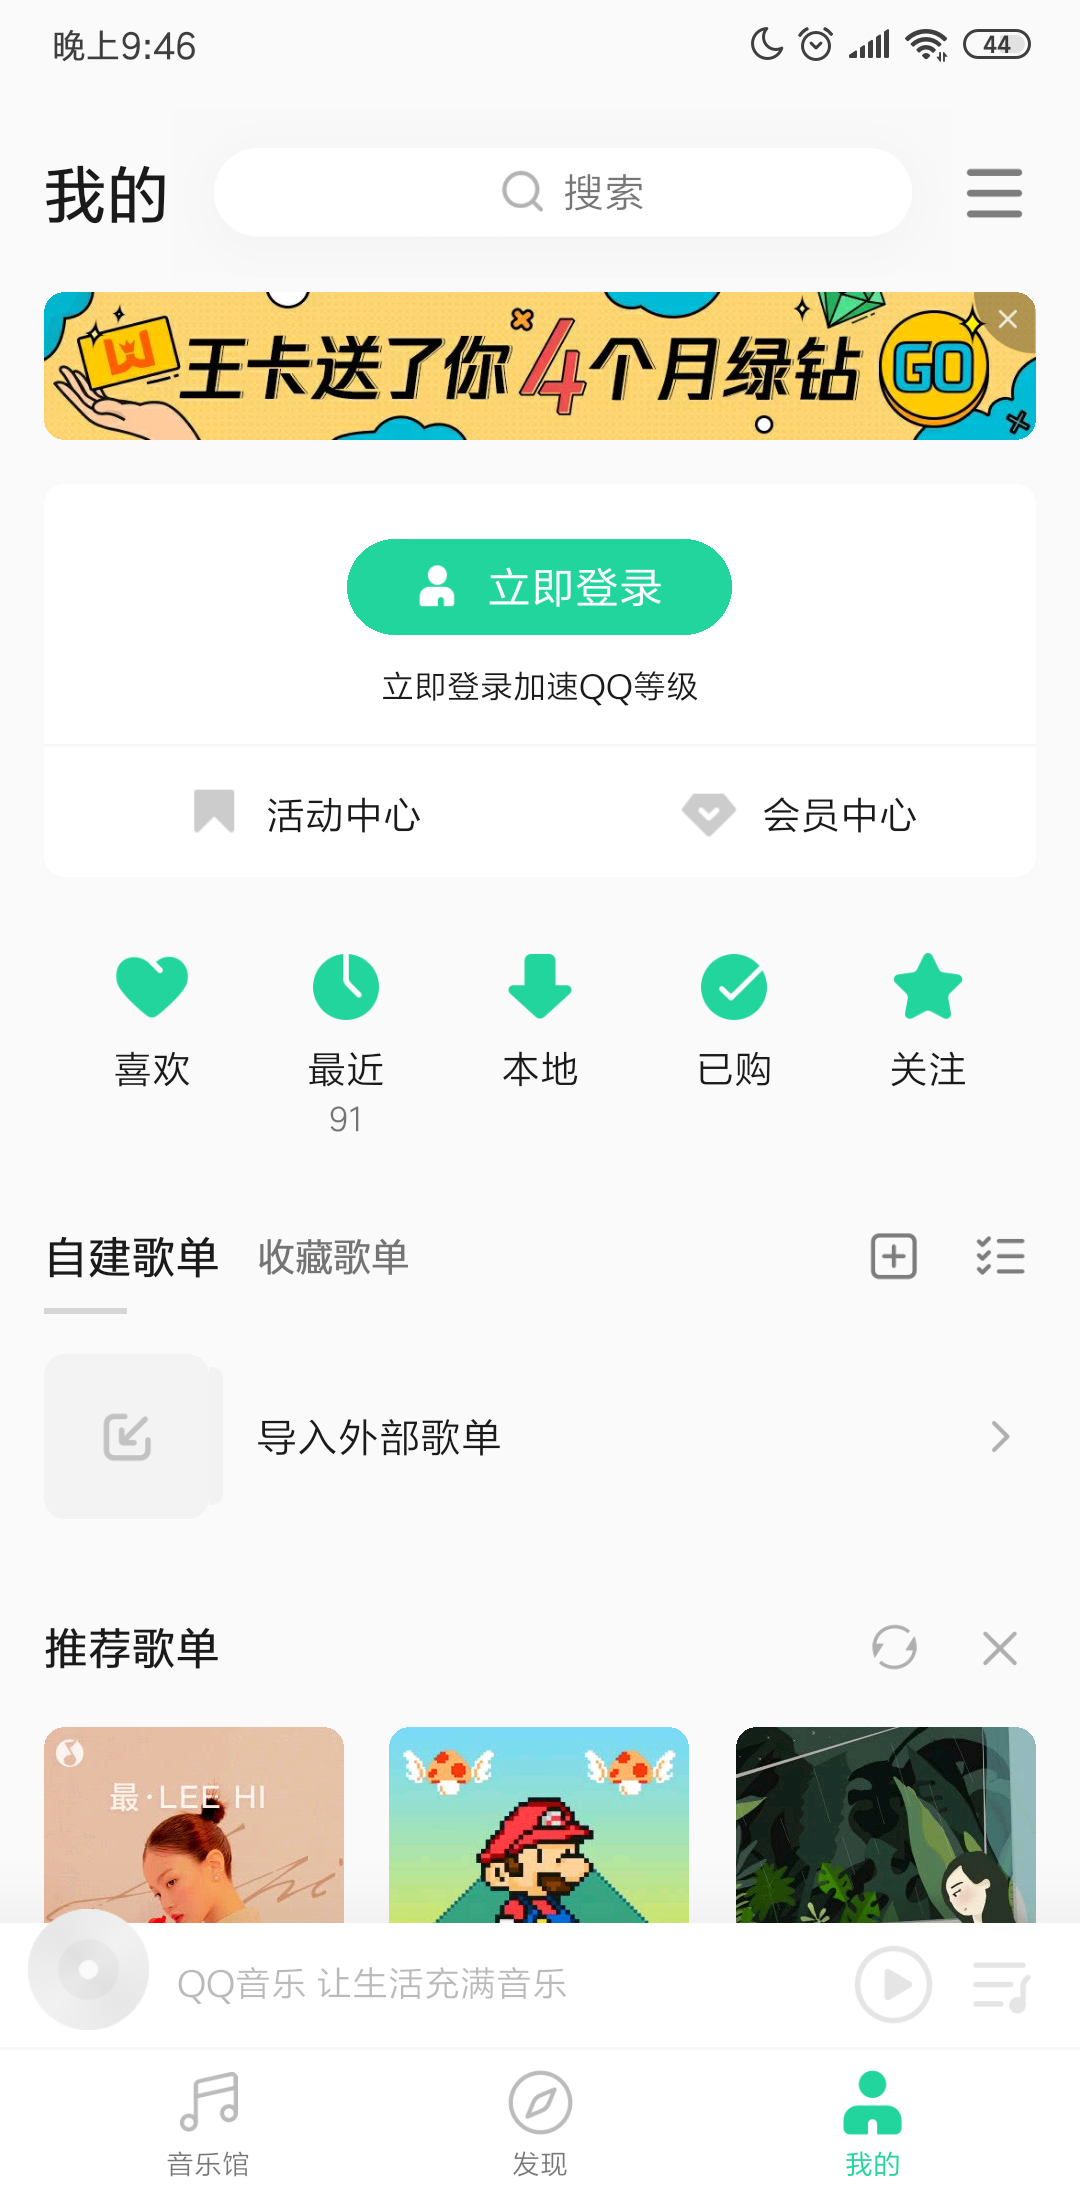 晚上9:46
44
我的
搜索
王卡送了你4个月绿钻
GO
立即登录
立即登录加速QQ等级
活动中心
会员中心
喜欢
最近
本地
已购
关注
91
自建歌单
收藏歌单
导入外部歌单
推荐歌单
最·LEE HI
QQ音乐 让生活充满音乐
音乐馆
发现
我的